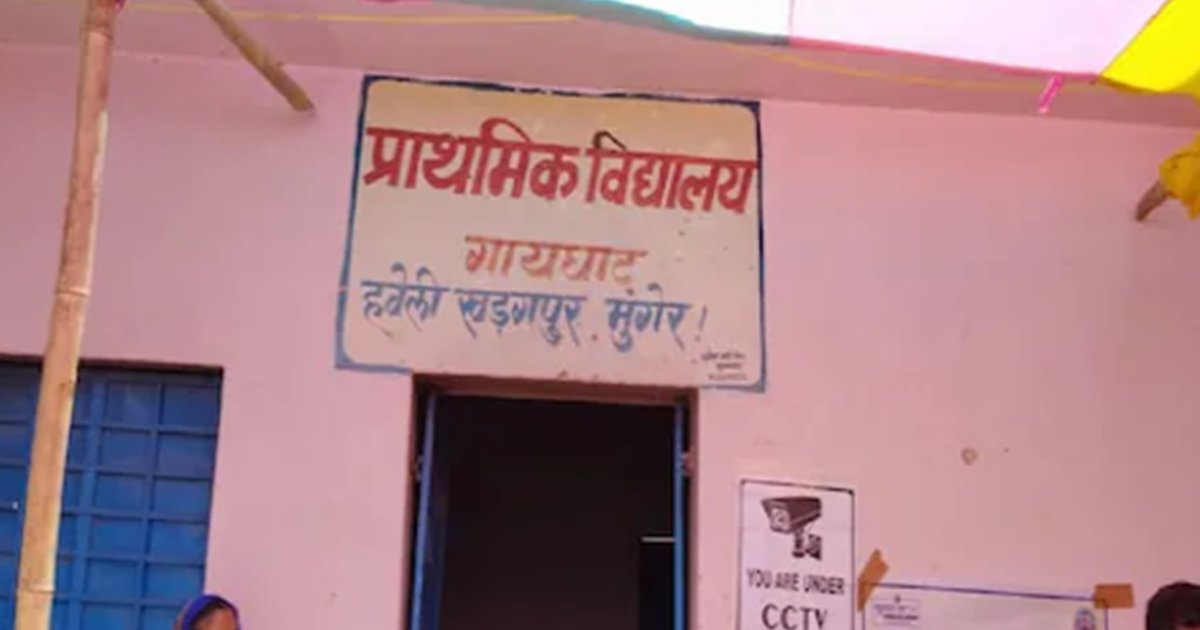 प्राथमिक विद्यालय
गायघाट
हवेली खड़गपुर, मुंगेर!
YOU ARE UNDER
CCTV